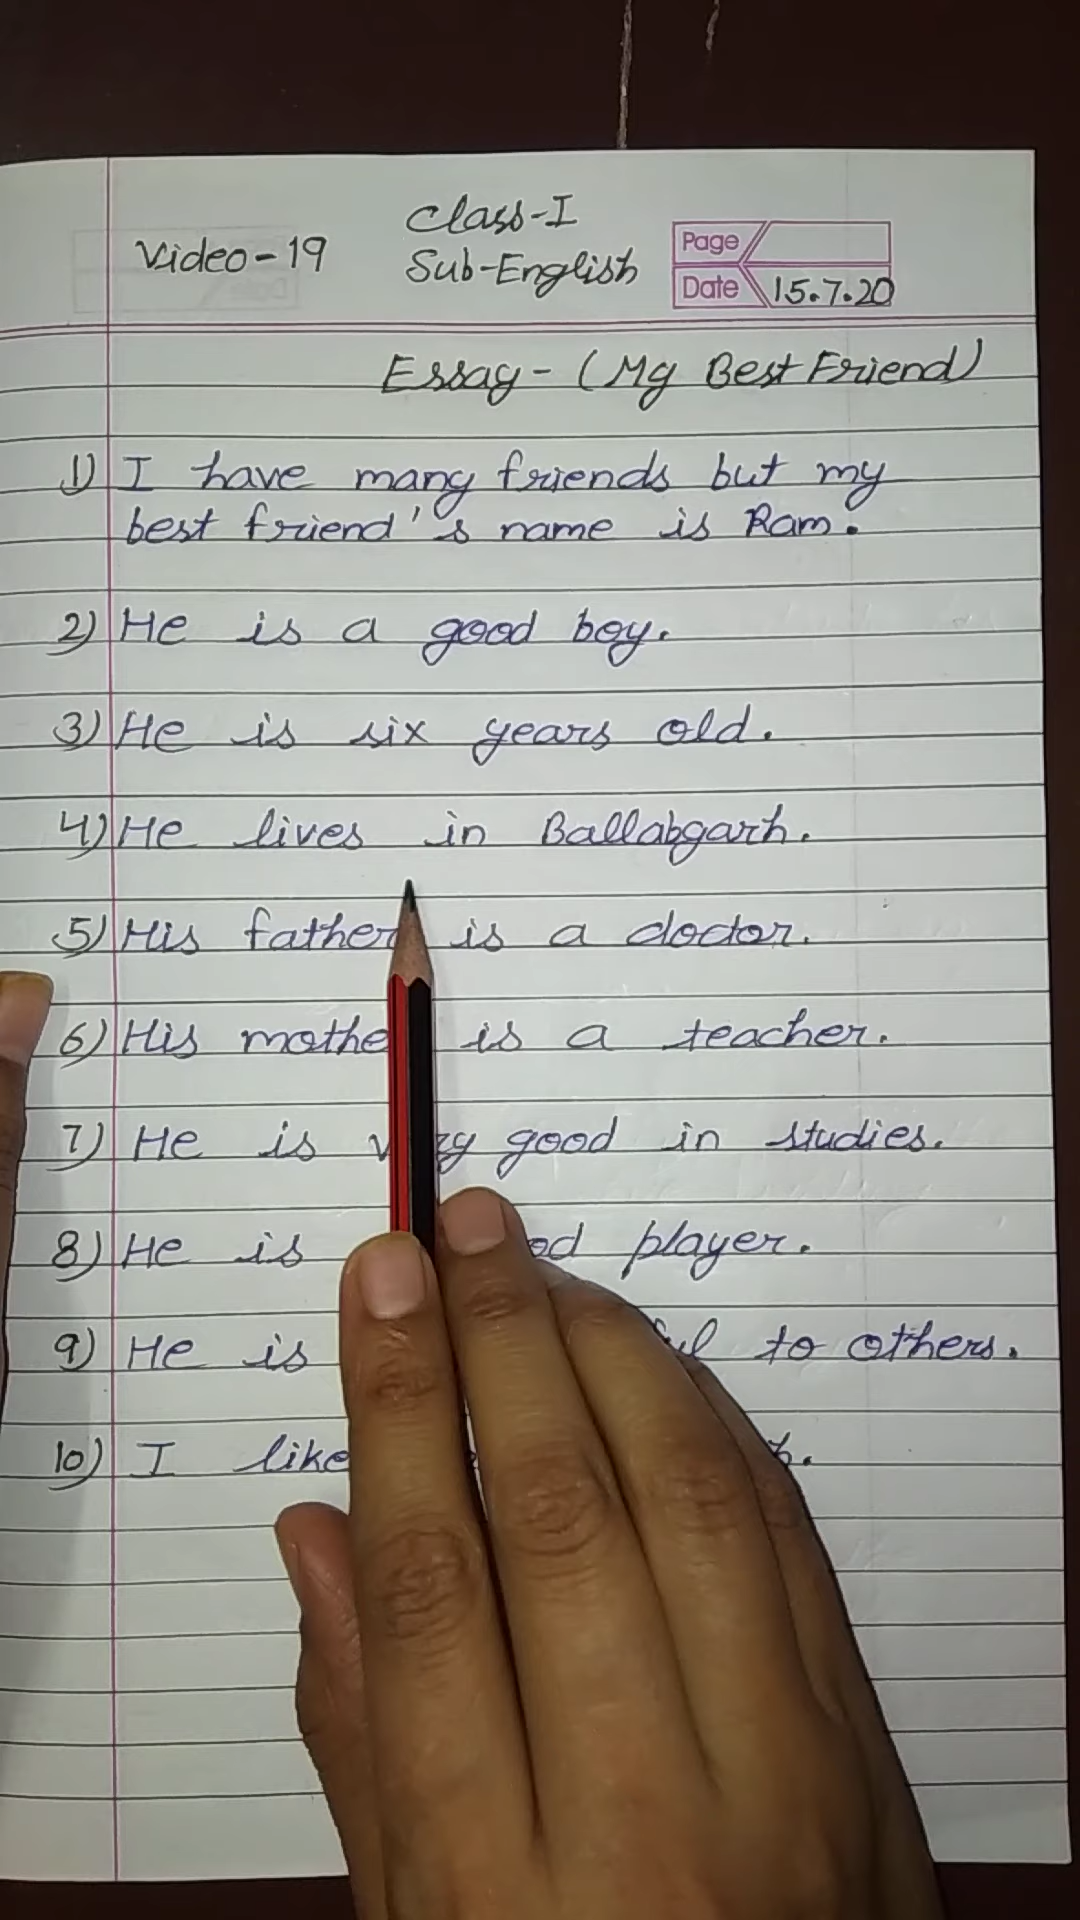 Video-19
Class-I
Sub-English
Page
Date 15.7.20
Essay - (My Best Friend)
1) I have many friends but my
best friend's name is Ram.
2) He is a good boy.
3) He is six years old.
4) He lives in Ballabgarh.
5) His father is a doctor.
6) His mothe is a teacher.
7) He is good in studies.
8) He is player.
9) He is to others.
10) I like